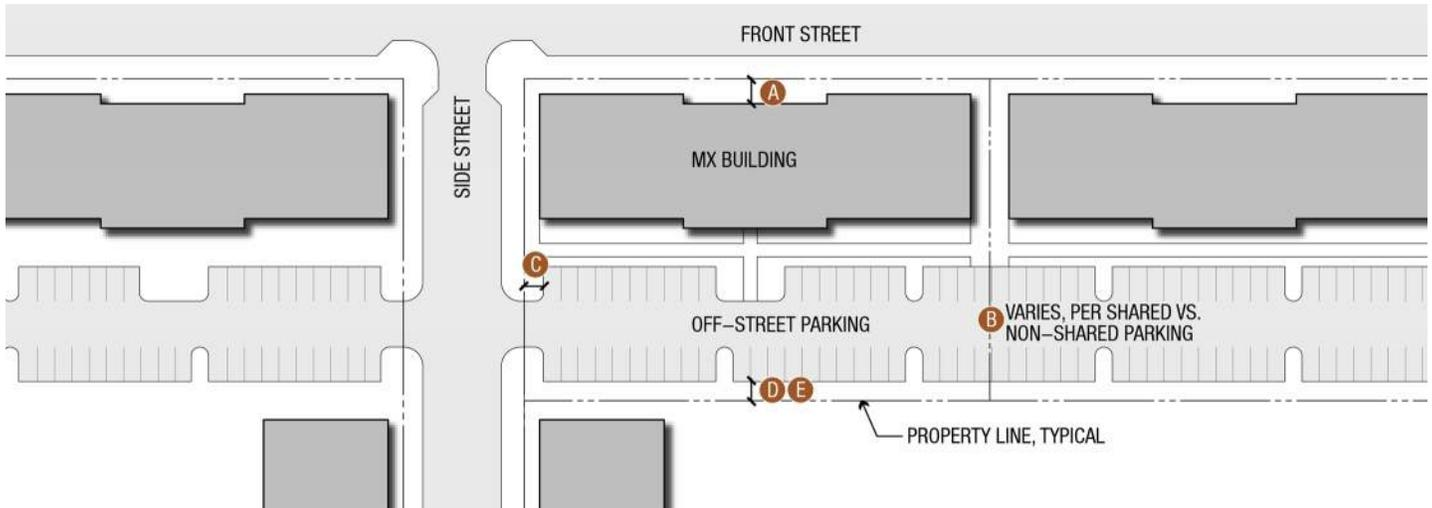 FRONT STREET
A
SIDE STREET
MX BUILDING
C
OFF–STREET PARKING
B VARIES, PER SHARED VS.
NON–SHARED PARKING
D E
PROPERTY LINE, TYPICAL